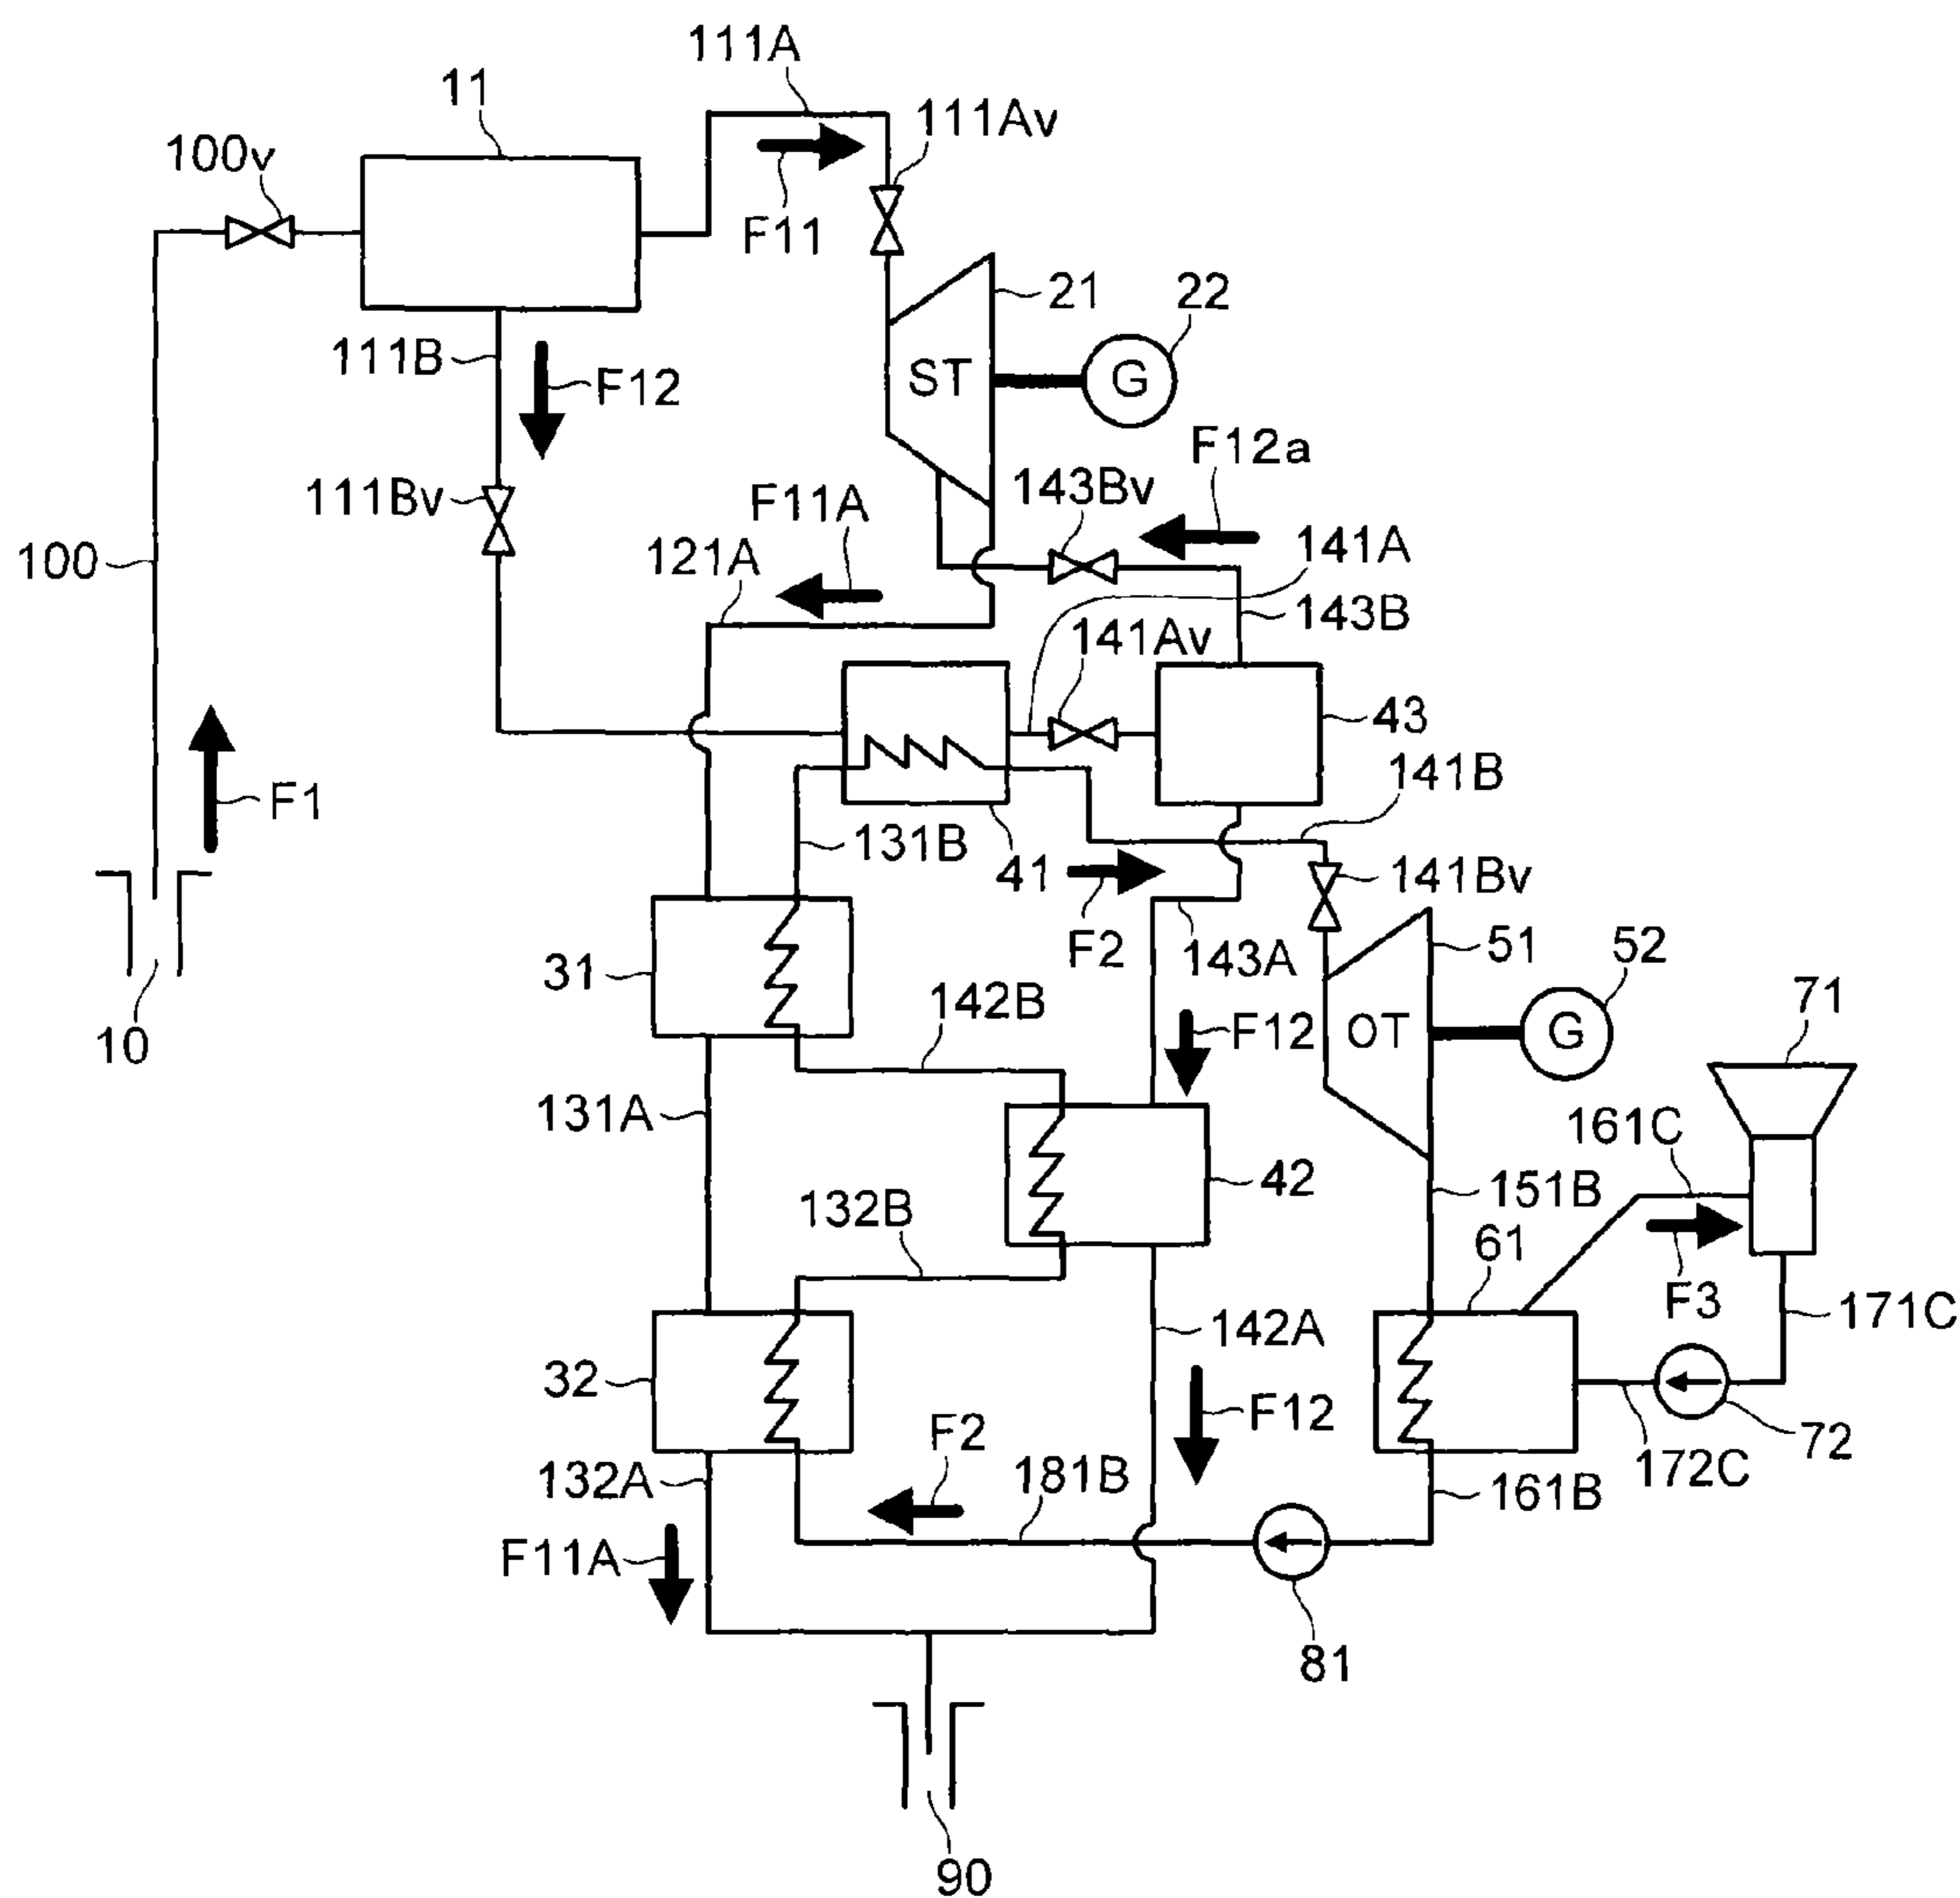 111A
11
111Av
100v
F11
21
22
ST
G
111B
F12
F12a
143Bv
111Bv
F11A
141A
121A
100
143B
141Av
43
141B
F1
131B
41
141Bv
F2
143A
51
52
31
142B
71
10
F12
OT
G
131A
161C
42
151B
132B
61
F3
142A
171C
32
F12
F2
72
132A
181B
172C
161B
F11A
81
90